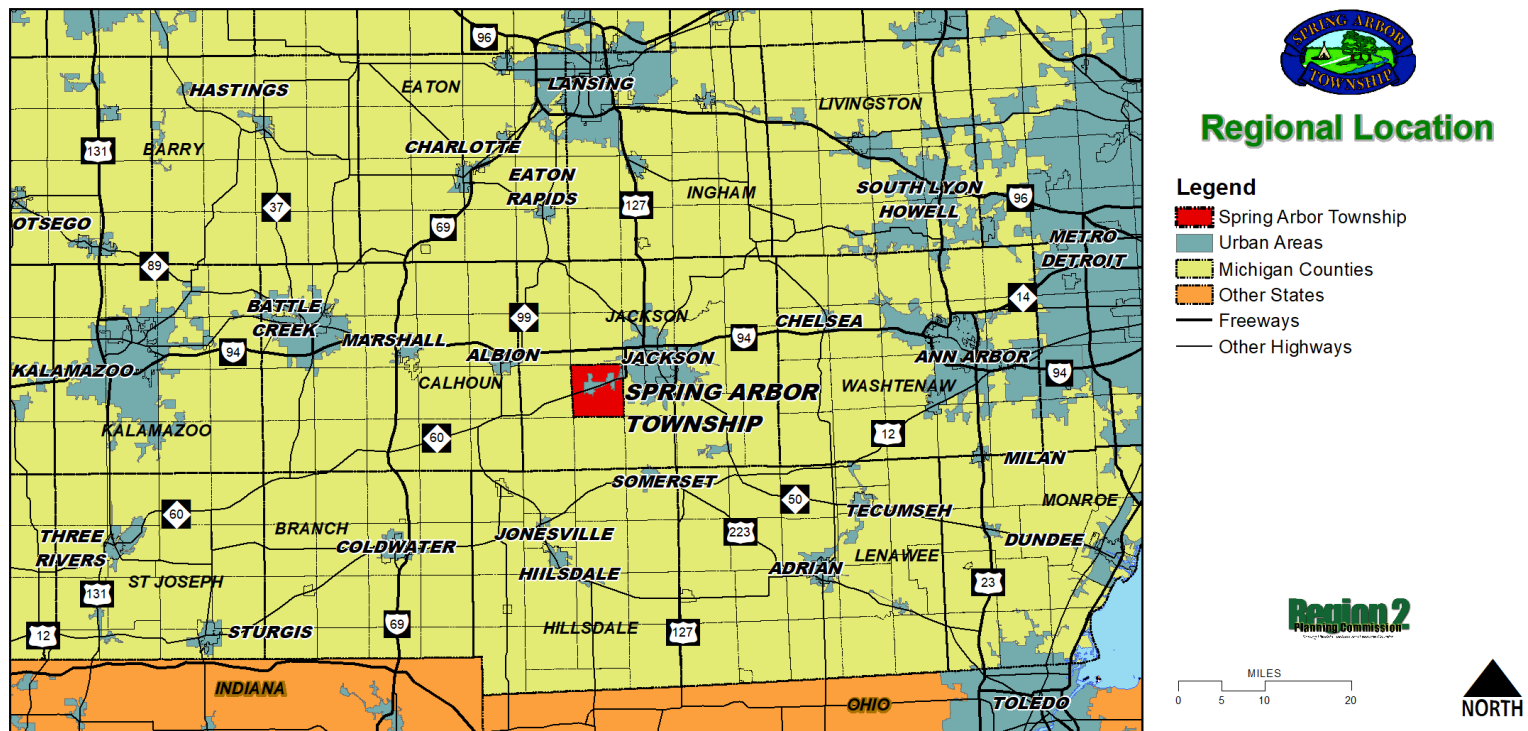 96
HASTINGS
EATON
LANSING
LIVINGSTON
131
BARRY
CHARLOTTE
EATON
RAPIDS
INGHAM
SOUTH LYON
HOWELL
96
37
127
69
OTSEGO
METRO
DETROIT
89
14
BATTLE
CREEK
99
JACKSON
CHELSEA
94
MARSHALL
ALBION
94
JACKSON
ANN ARBOR
KALAMAZOO
CALHOUN
WASHTENAW
94
SPRING ARBOR
TOWNSHIP
KALAMAZOO
60
12
MILAN
SOMERSET
50
TECUMSEH
MONROE
60
BRANCH
JONESVILLE
223
DUNDEE
THREE
RIVERS
COLDWATER
LENAWEE
HIILSDALE
ADRIAN
ST JOSEPH
23
131
69
12
STURGIS
HILLSDALE
127
INDIANA
OHIO
TOLEDO
SPRING ARBOR
TOWNSHIP
Regional Location
Legend
Spring Arbor Township
Urban Areas
Michigan Counties
Other States
Freeways
Other Highways
Region 2
Planning Commission
MILES
0 5 10 20
NORTH